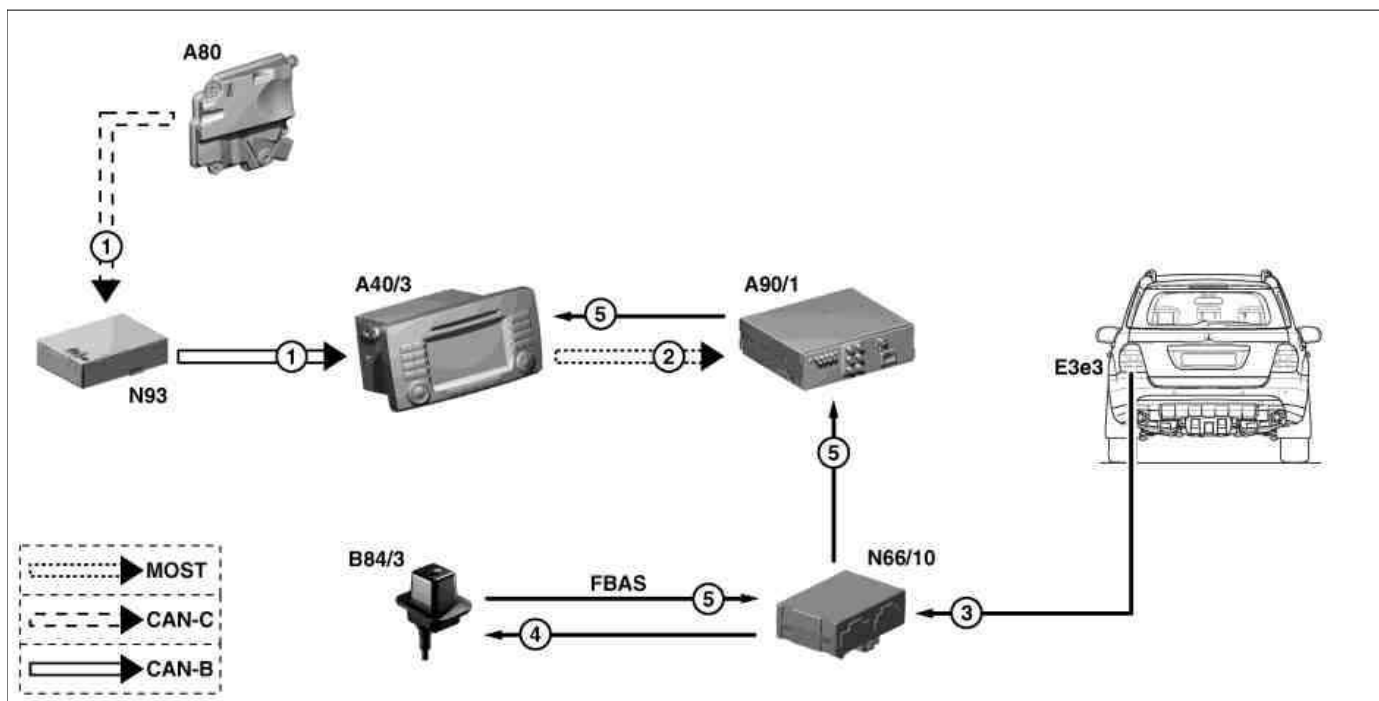 A80
1
A40/3
A90/1
5
1
2
N93
E3e3
5
B84/3
N66/10
FBAS
5
3
4
MOST
CAN-C
CAN-B